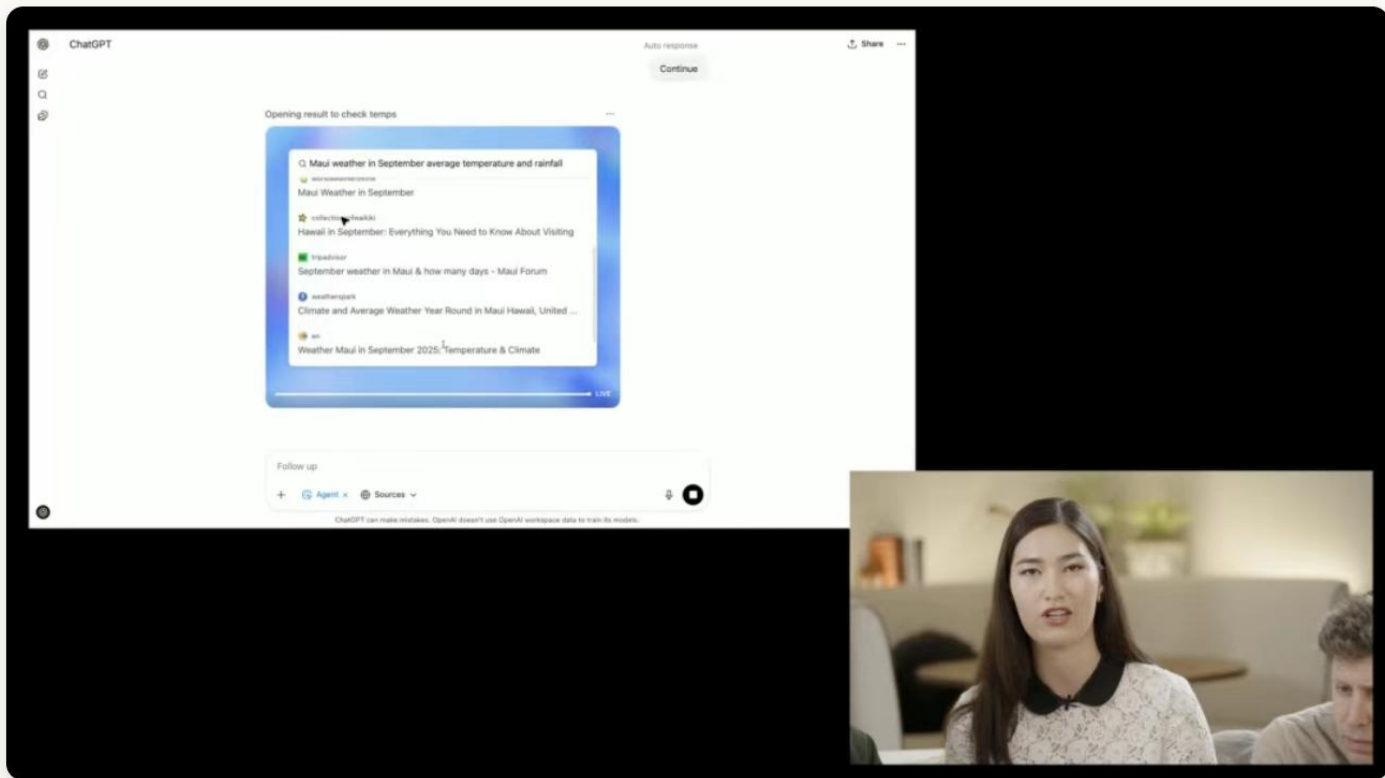 ChatGPT
Auto response
Share
Continue
Opening result to check temps
Maui weather in September average temperature and rainfall
Maui Weather in September
Hawaii in September: Everything You Need to Know About Visiting
tripadvisor
September weather in Maui & how many days - Maui Forum
weatherspark
Climate and Average Weather Year Round in Maui Hawaii, United ...
en
Weather Maui in September 2025: Temperature & Climate
LIVE
Follow up
Agent
Sources
ChatGPT can make mistakes. OpenAI doesn't use OpenAI workspace data to train its models.